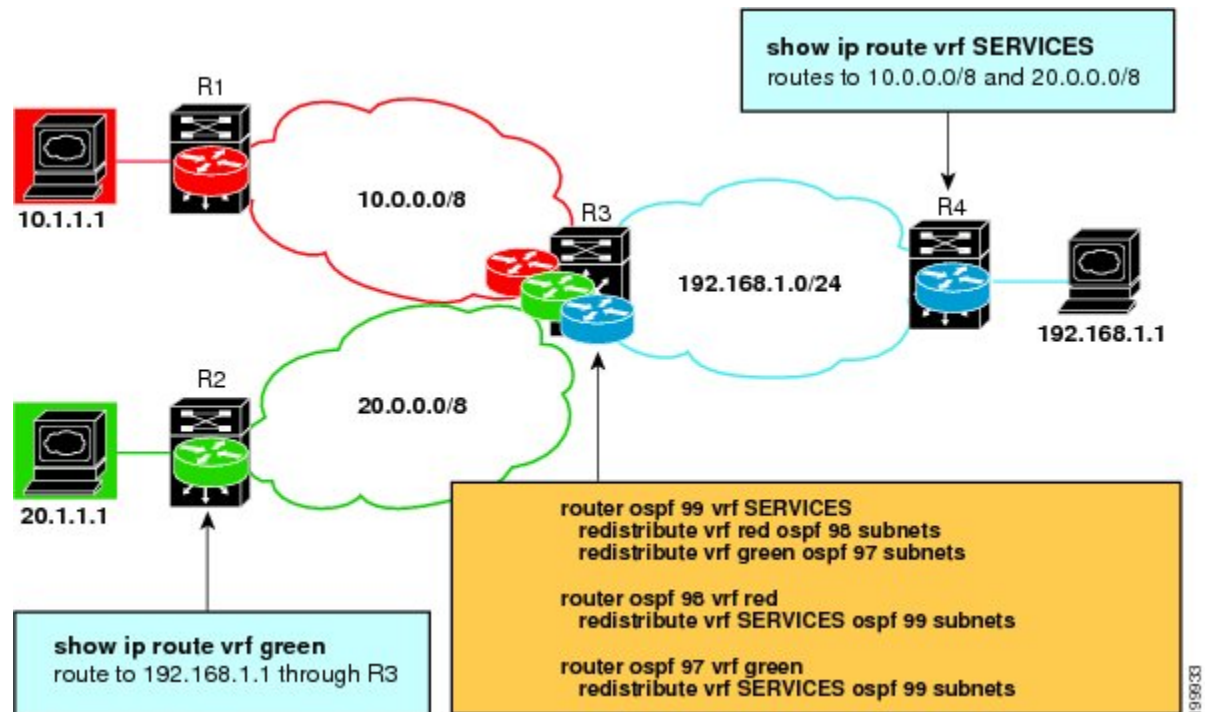 show ip route vrf SERVICES
routes to 10.0.0.0/8 and 20.0.0.0/8
R1
10.1.1.1
10.0.0.0/8
R3
192.168.1.0/24
R4
192.168.1.1
R2
20.1.1.1
20.0.0.0/8
show ip route vrf green
route to 192.168.1.1 through R3
router ospf 99 vrf SERVICES
redistribute vrf red ospf 98 subnets
redistribute vrf green ospf 97 subnets
router ospf 98 vrf red
redistribute vrf SERVICES ospf 99 subnets
router ospf 97 vrf green
redistribute vrf SERVICES ospf 99 subnets
99933